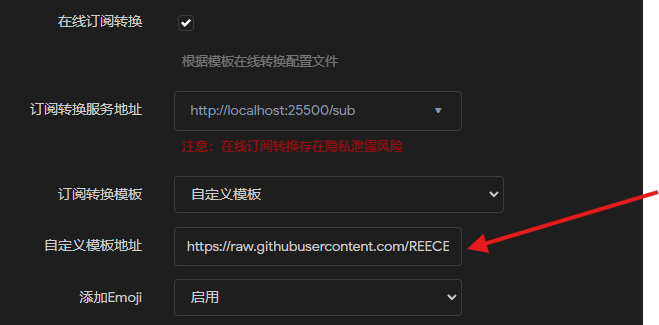 在线订阅转换
根据模板在线转换配置文件
订阅转换服务地址 http://localhost:25500/sub
注意：在线订阅转换存在隐私泄露风险
订阅转换模板 自定义模板
自定义模板地址 https://raw.githubusercontent.com/REECE
添加Emoji 启用